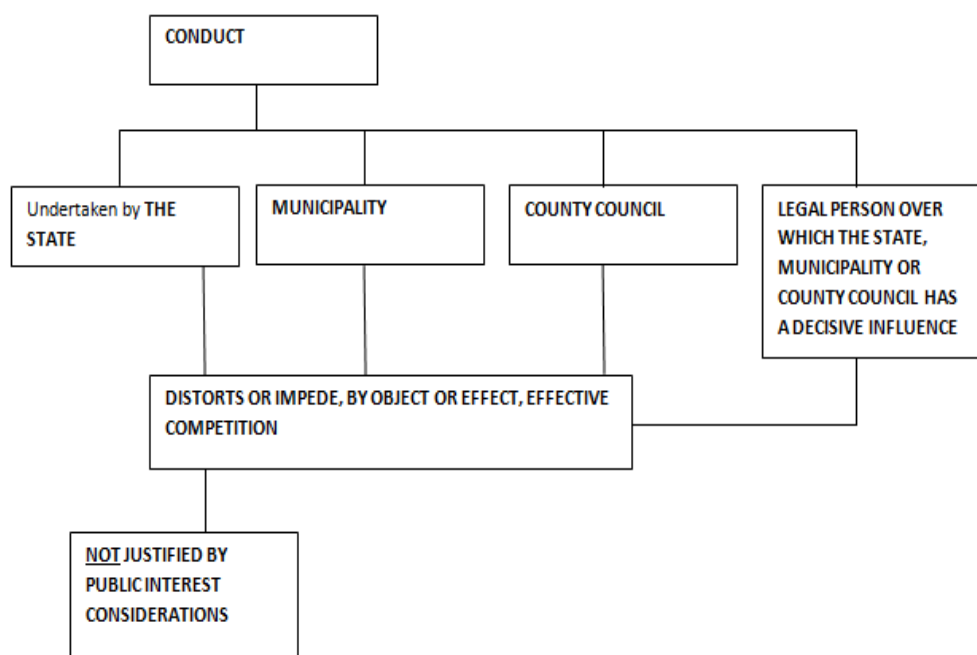 CONDUCT
Undertaken by THE
STATE
MUNICIPALITY
COUNTY COUNCIL
LEGAL PERSON OVER
WHICH THE STATE,
MUNICIPALITY OR
COUNTY COUNCIL HAS
A DECISIVE INFLUENCE
DISTORTS OR IMPEDE, BY OBJECT OR EFFECT, EFFECTIVE
COMPETITION
NOT JUSTIFIED BY
PUBLIC INTEREST
CONSIDERATIONS